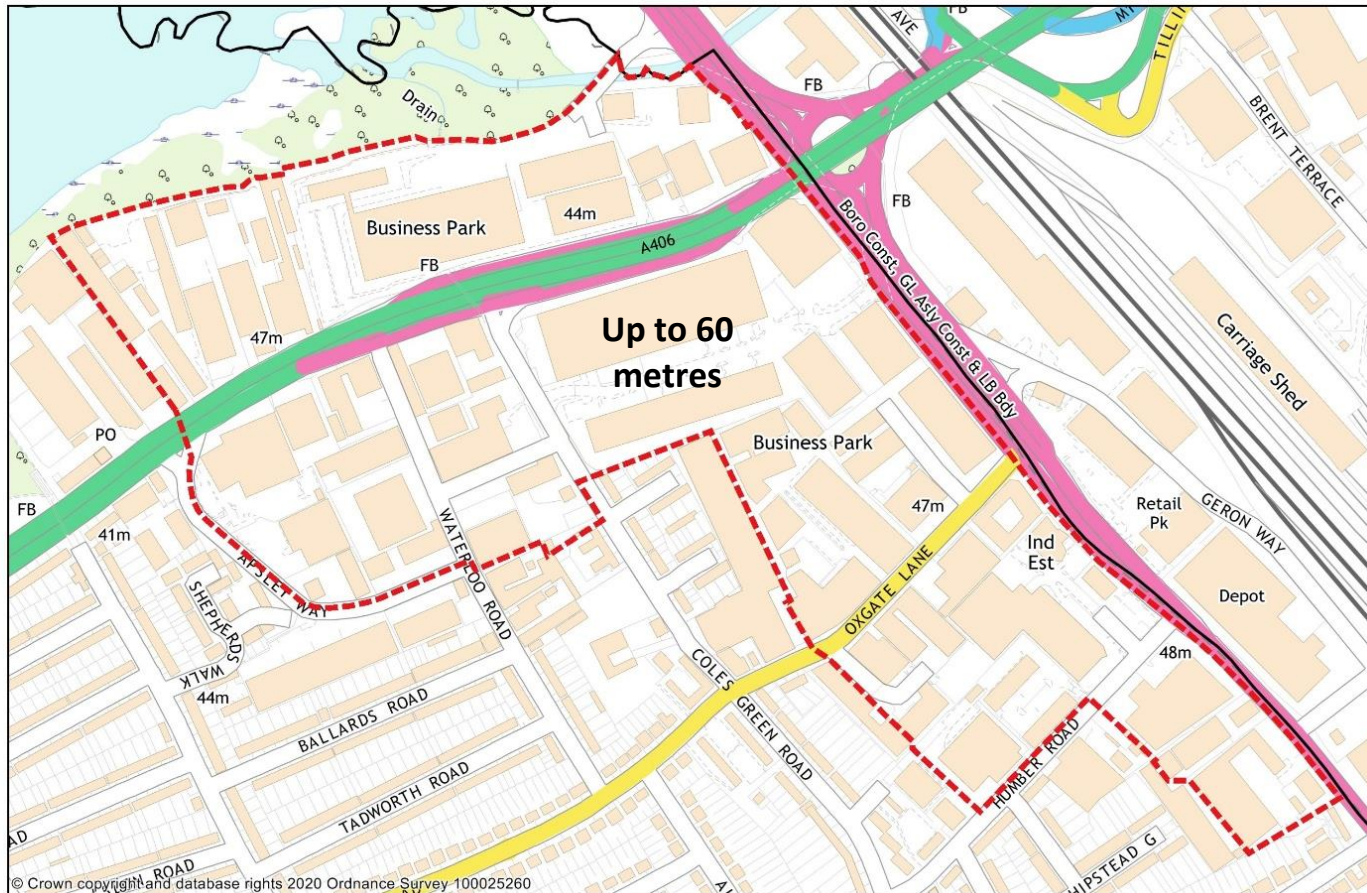 AVE
M
TILLI
FB
FB
BRENT TERRACE
Drain
Business Park
44m
FB
A406
Boro Const, GL Asly Const & LB Bdy
Carriage Shed
47m
Up to 60
metres
PO
Business Park
FB
41m
WATERLOO ROAD
47m
Retail
Pk
GERON WAY
Ind
Est
OXGATE LANE
APSLEY WAY
SHEPHERDS
WALK
Depot
44m
COLES GREEN ROAD
48m
BALLARDS ROAD
HUMBER ROAD
TADWORTH ROAD
AD
ROAD
HIPSTEAD G
© Crown copyright and database rights 2020 Ordnance Survey 100025260